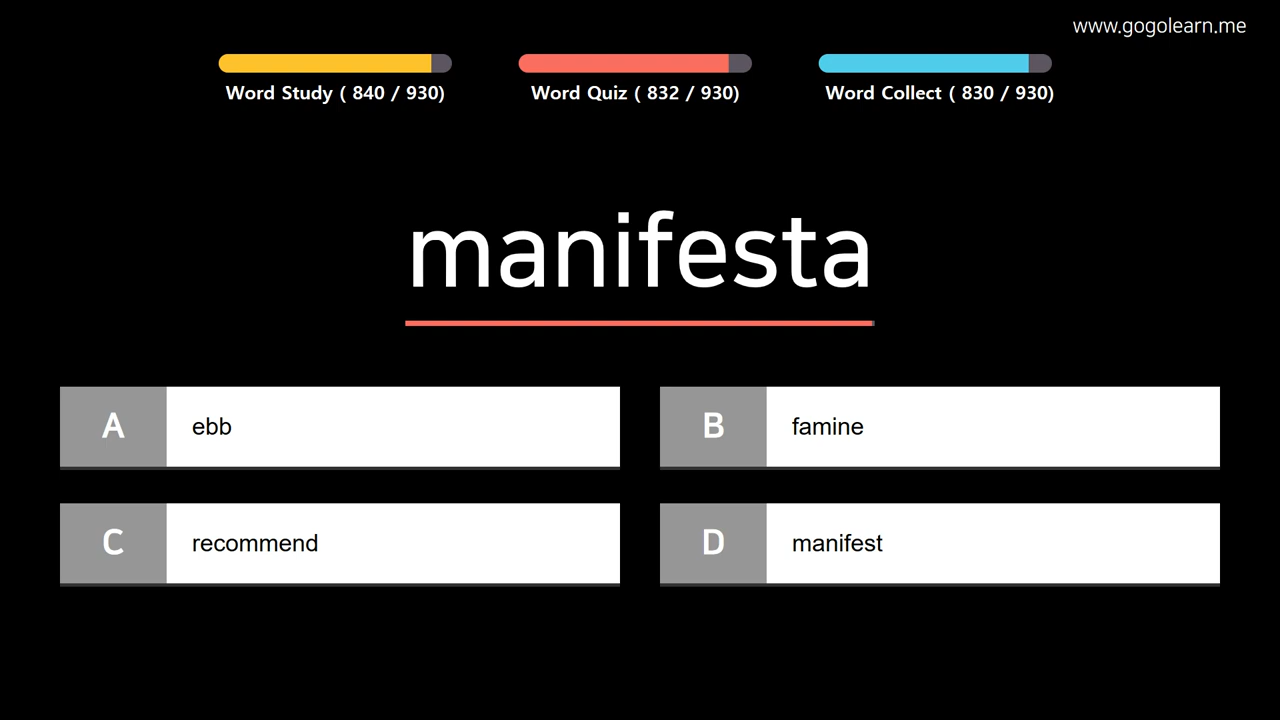 www.gogolearn.me
Word Study ( 840 / 930)
Word Quiz ( 832 / 930)
Word Collect ( 830 / 930)
manifesta
A ebb
B famine
C recommend
D manifest